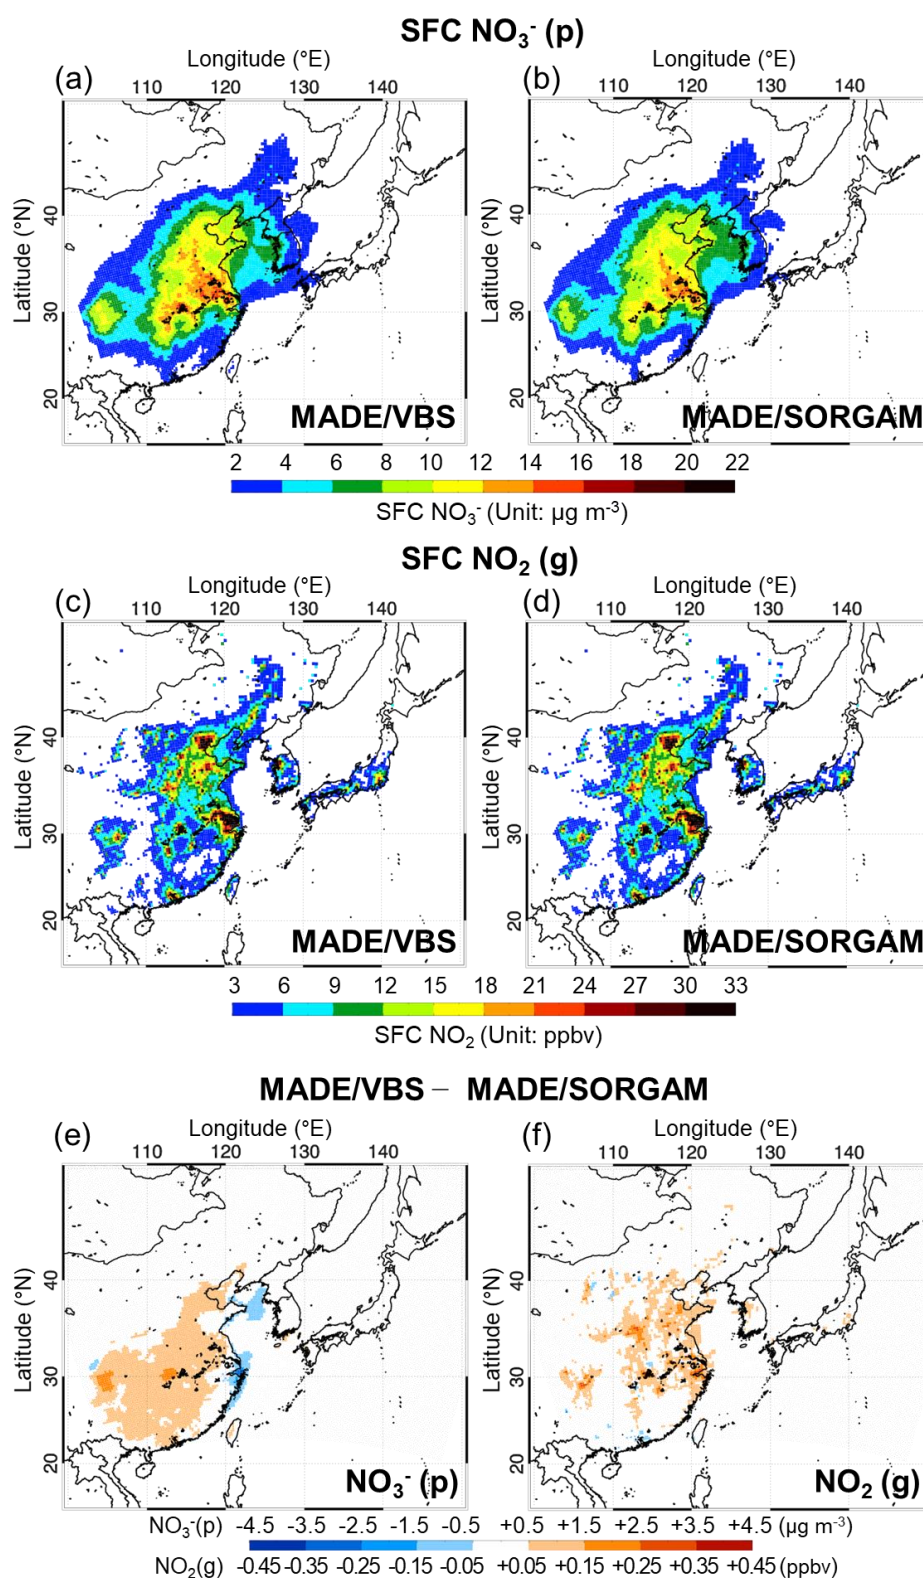 SFC NO₃⁻ (p)
Longitude (°E) Longitude (°E)
(a) 110 120 130 140 (b) 110 120 130 140
Latitude (°N) 40 30 20 Latitude (°N) 40 30 20
MADE/VBS MADE/SORGAM
2 4 6 8 10 12 14 16 18 20 22
SFC NO₃⁻ (Unit: µg m⁻³)
SFC NO₂ (g)
Longitude (°E) Longitude (°E)
(c) 110 120 130 140 (d) 110 120 130 140
Latitude (°N) 40 30 20 Latitude (°N) 40 30 20
MADE/VBS MADE/SORGAM
3 6 9 12 15 18 21 24 27 30 33
SFC NO₂ (Unit: ppbv)
MADE/VBS – MADE/SORGAM
Longitude (°E) Longitude (°E)
(e) 110 120 130 140 (f) 110 120 130 140
Latitude (°N) 40 30 20 Latitude (°N) 40 30 20
NO₃⁻ (p) NO₂ (g)
NO₃⁻(p) -4.5 -3.5 -2.5 -1.5 -0.5 +0.5 +1.5 +2.5 +3.5 +4.5 (µg m⁻³)
NO₂(g) -0.45 -0.35 -0.25 -0.15 -0.05 +0.05 +0.15 +0.25 +0.35 +0.45 (ppbv)